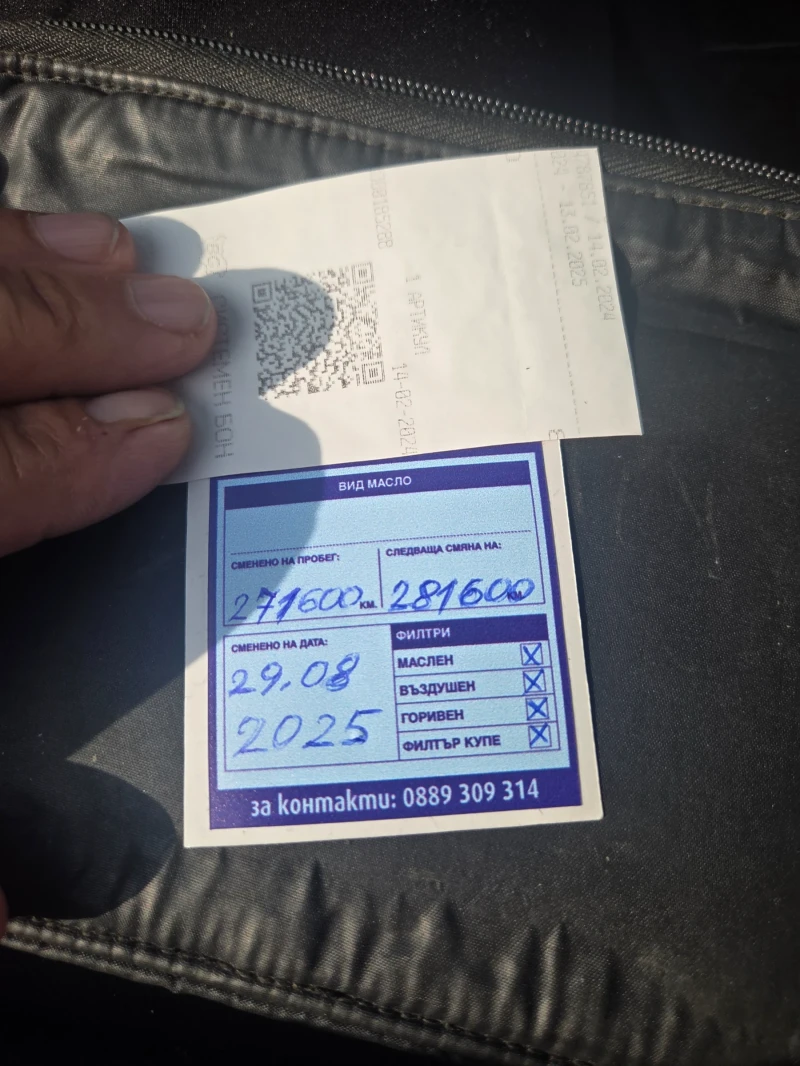 / 14.02.2024
- 13.02.2025
1 АРТИКУЛ
14-02-2024
БОН
ВИД МАСЛО
СМЕНЕНО НА ПРОБЕГ:
271600 КМ.
СЛЕДВАЩА СМЯНА НА:
281600 КМ
СМЕНЕНО НА ДАТА:
29.08
2025
ФИЛТРИ
МАСЛЕН X
ВЪЗДУШЕН X
ГОРИВЕН X
ФИЛТЪР КУПЕ X
за контакти: 0889 309 314